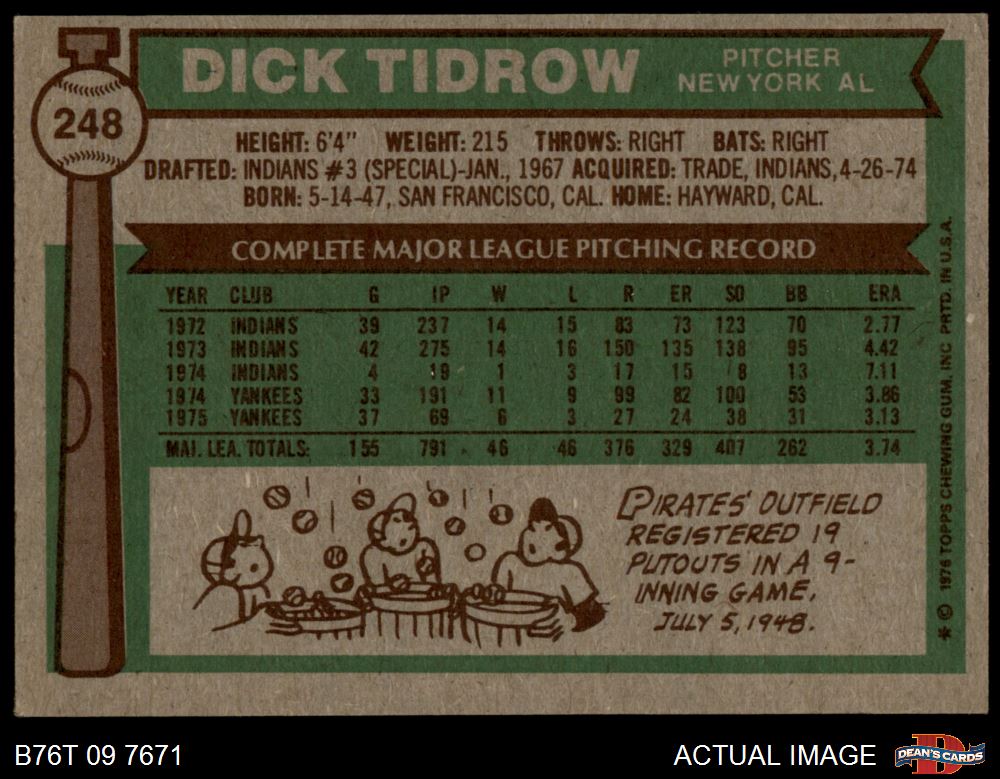 DICK TIDROW
PITCHER
NEW YORK AL
248
HEIGHT: 6'4" WEIGHT: 215 THROWS: RIGHT BATS: RIGHT
DRAFTED: INDIANS #3 (SPECIAL)-JAN., 1967 ACQUIRED: TRADE, INDIANS, 4-26-74
BORN: 5-14-47, SAN FRANCISCO, CAL. HOME: HAYWARD, CAL.
COMPLETE MAJOR LEAGUE PITCHING RECORD
YEAR CLUB G IP W L R ER SO BB ERA
1972 INDIANS 39 237 14 15 83 73 123 70 2.77
1973 INDIANS 42 275 14 16 150 135 138 95 4.42
1974 INDIANS 4 19 1 3 17 15 8 13 7.11
1974 YANKEES 33 191 11 9 99 82 100 53 3.86
1975 YANKEES 37 69 6 3 27 24 38 31 3.13
MAJ. LEA. TOTALS: 155 791 46 46 376 329 407 262 3.74
PIRATES' OUTFIELD
REGISTERED 19
PUTOUTS IN A 9-
INNING GAME,
JULY 5, 1948.
* © 1976 TOPPS CHEWING GUM, INC PRTD. IN U.S.A.
B76T 09 7671
ACTUAL IMAGE
DEAN'S CARDS